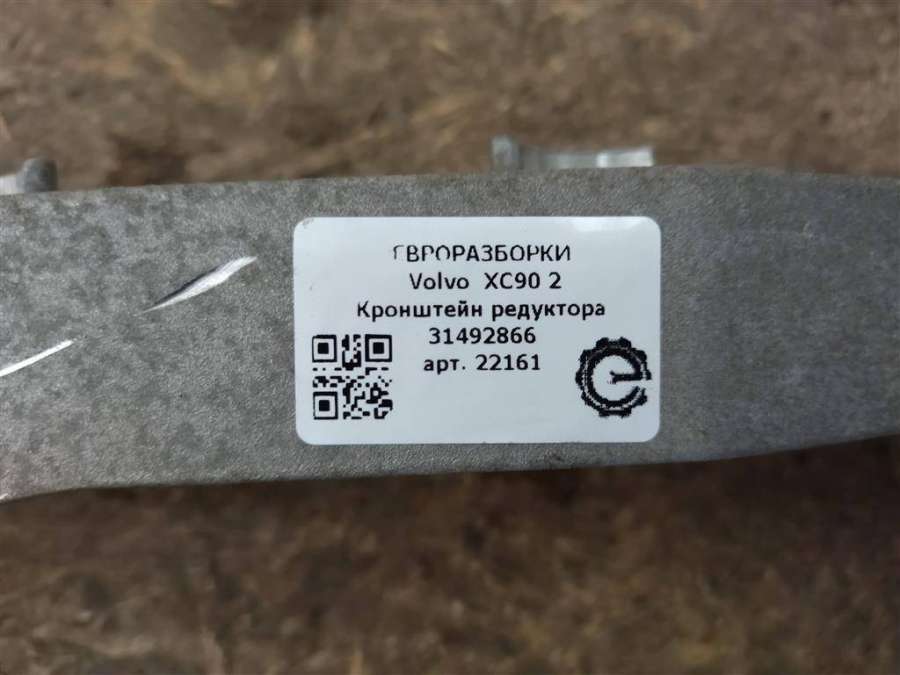 ЕВРОРАЗБОРКИ
Volvo XC90 2
Кронштейн редуктора
31492866
арт. 22161